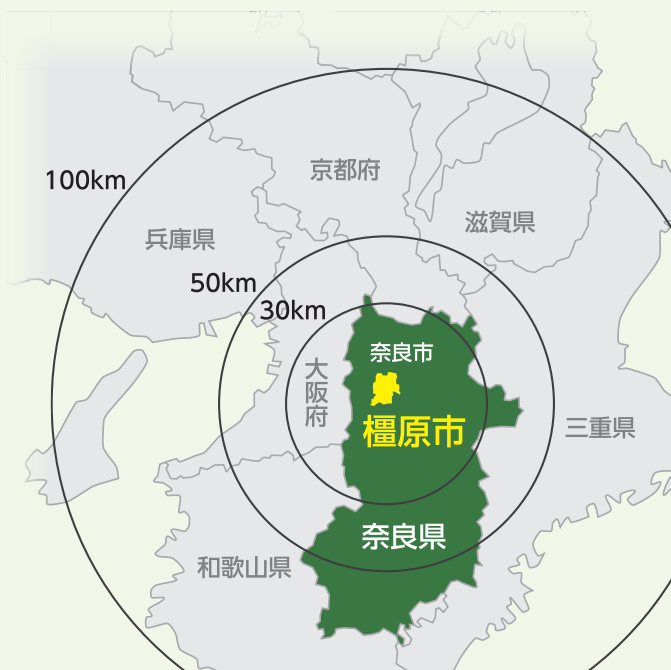 京都府
100km
滋賀県
兵庫県
50km
30km
奈良市
大阪府
橿原市
三重県
奈良県
和歌山県